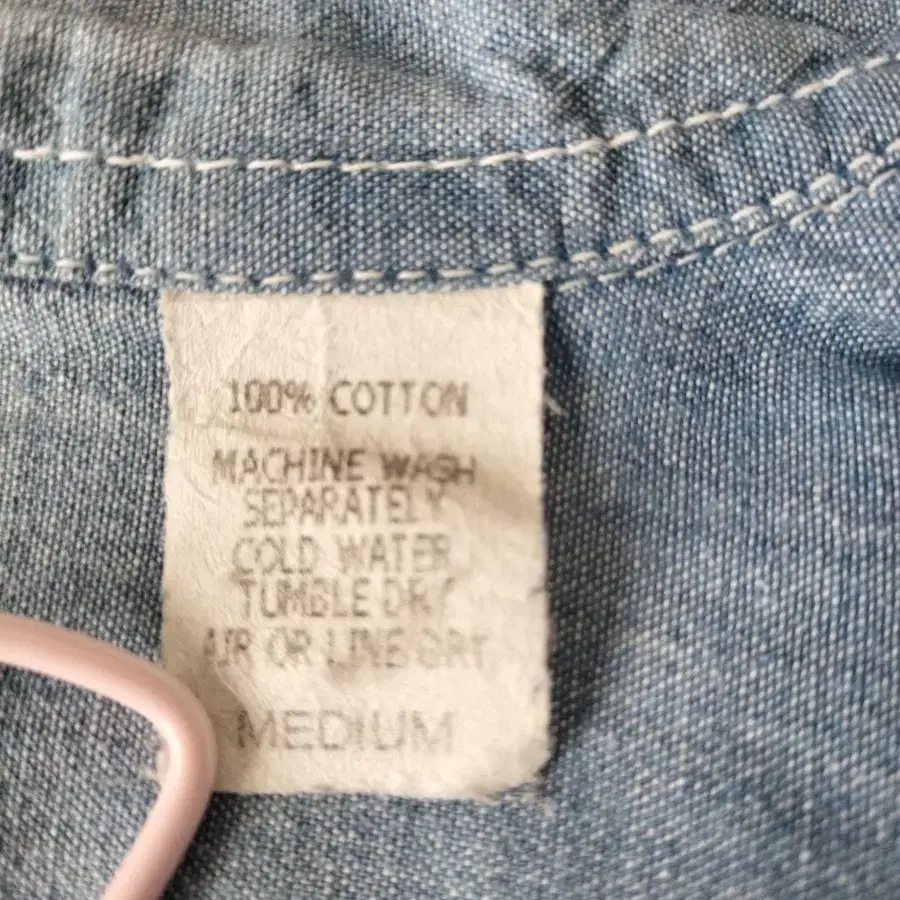 100% COTTON
MACHINE WASH
SEPARATELY
COLD WATER
TUMBLE DRY
AIR OR LINE DRY
MEDIUM